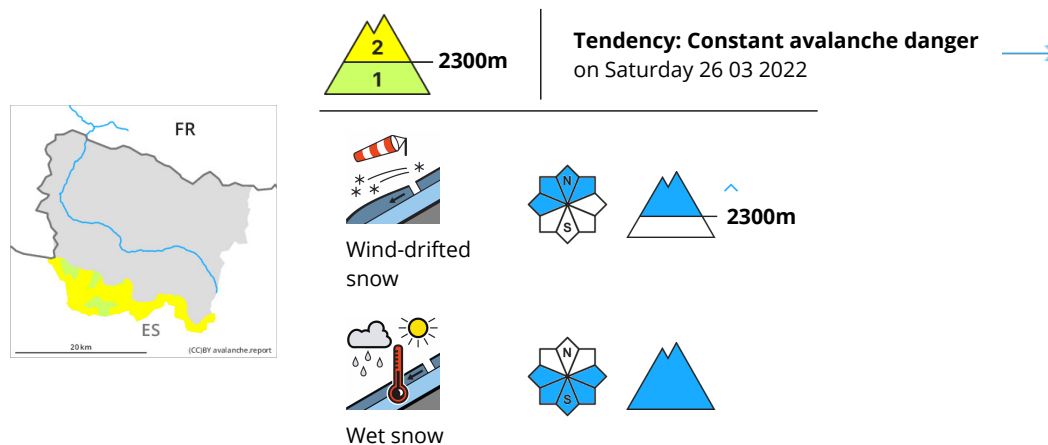 2
1
2300m
Tendency: Constant avalanche danger
on Saturday 26 03 2022
FR
ES
20 km
(CC)BY avalanche.report
N
S
2300m
Wind-drifted
snow
N
S
Wet snow